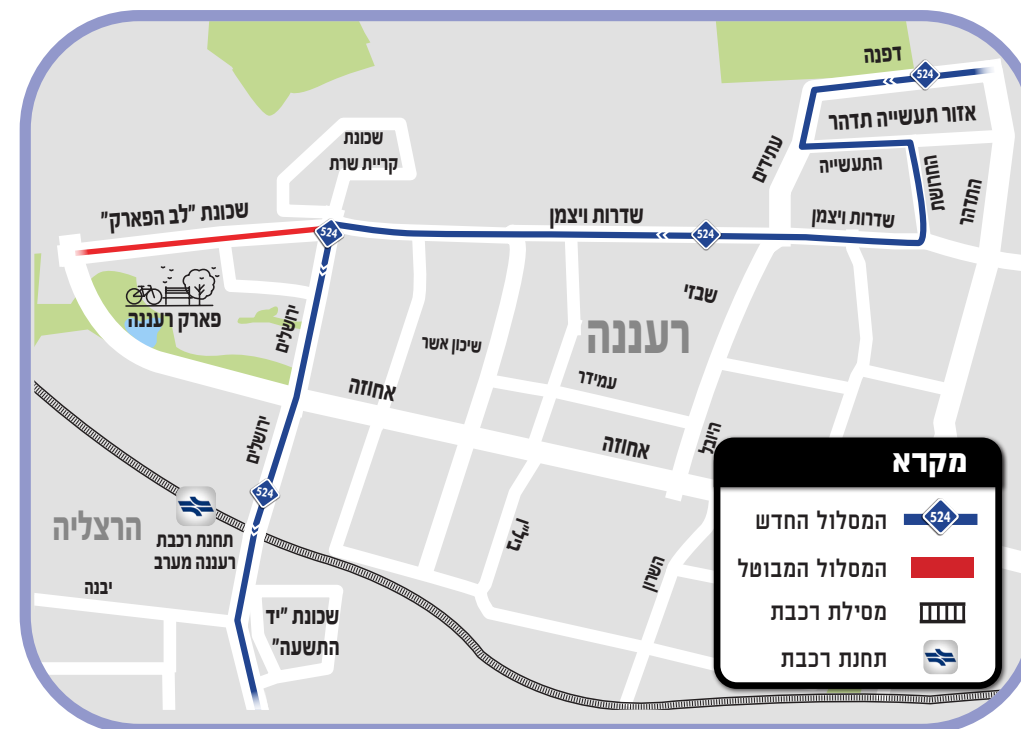 דפנה
524
אזור תעשייה תדהר
עתידים
התעשייה
החרושת
התדהר
שכונת
קריית שרת
שכונת "לב הפארק"
524
שדרות ויצמן
524
שדרות ויצמן
פארק רעננה
ירושלים
שבזי
רעננה
שיכון אשר
עמידר
אחוזה
אחוזה
היובל
ירושלים
524
הרצליה
תחנת רכבת
רעננה מערב
יבנה
שכונת "יד
התשעה"
ביל"ו
השרון
מקרא
524
המסלול החדש
המסלול המבוטל
מסילת רכבת
תחנת רכבת